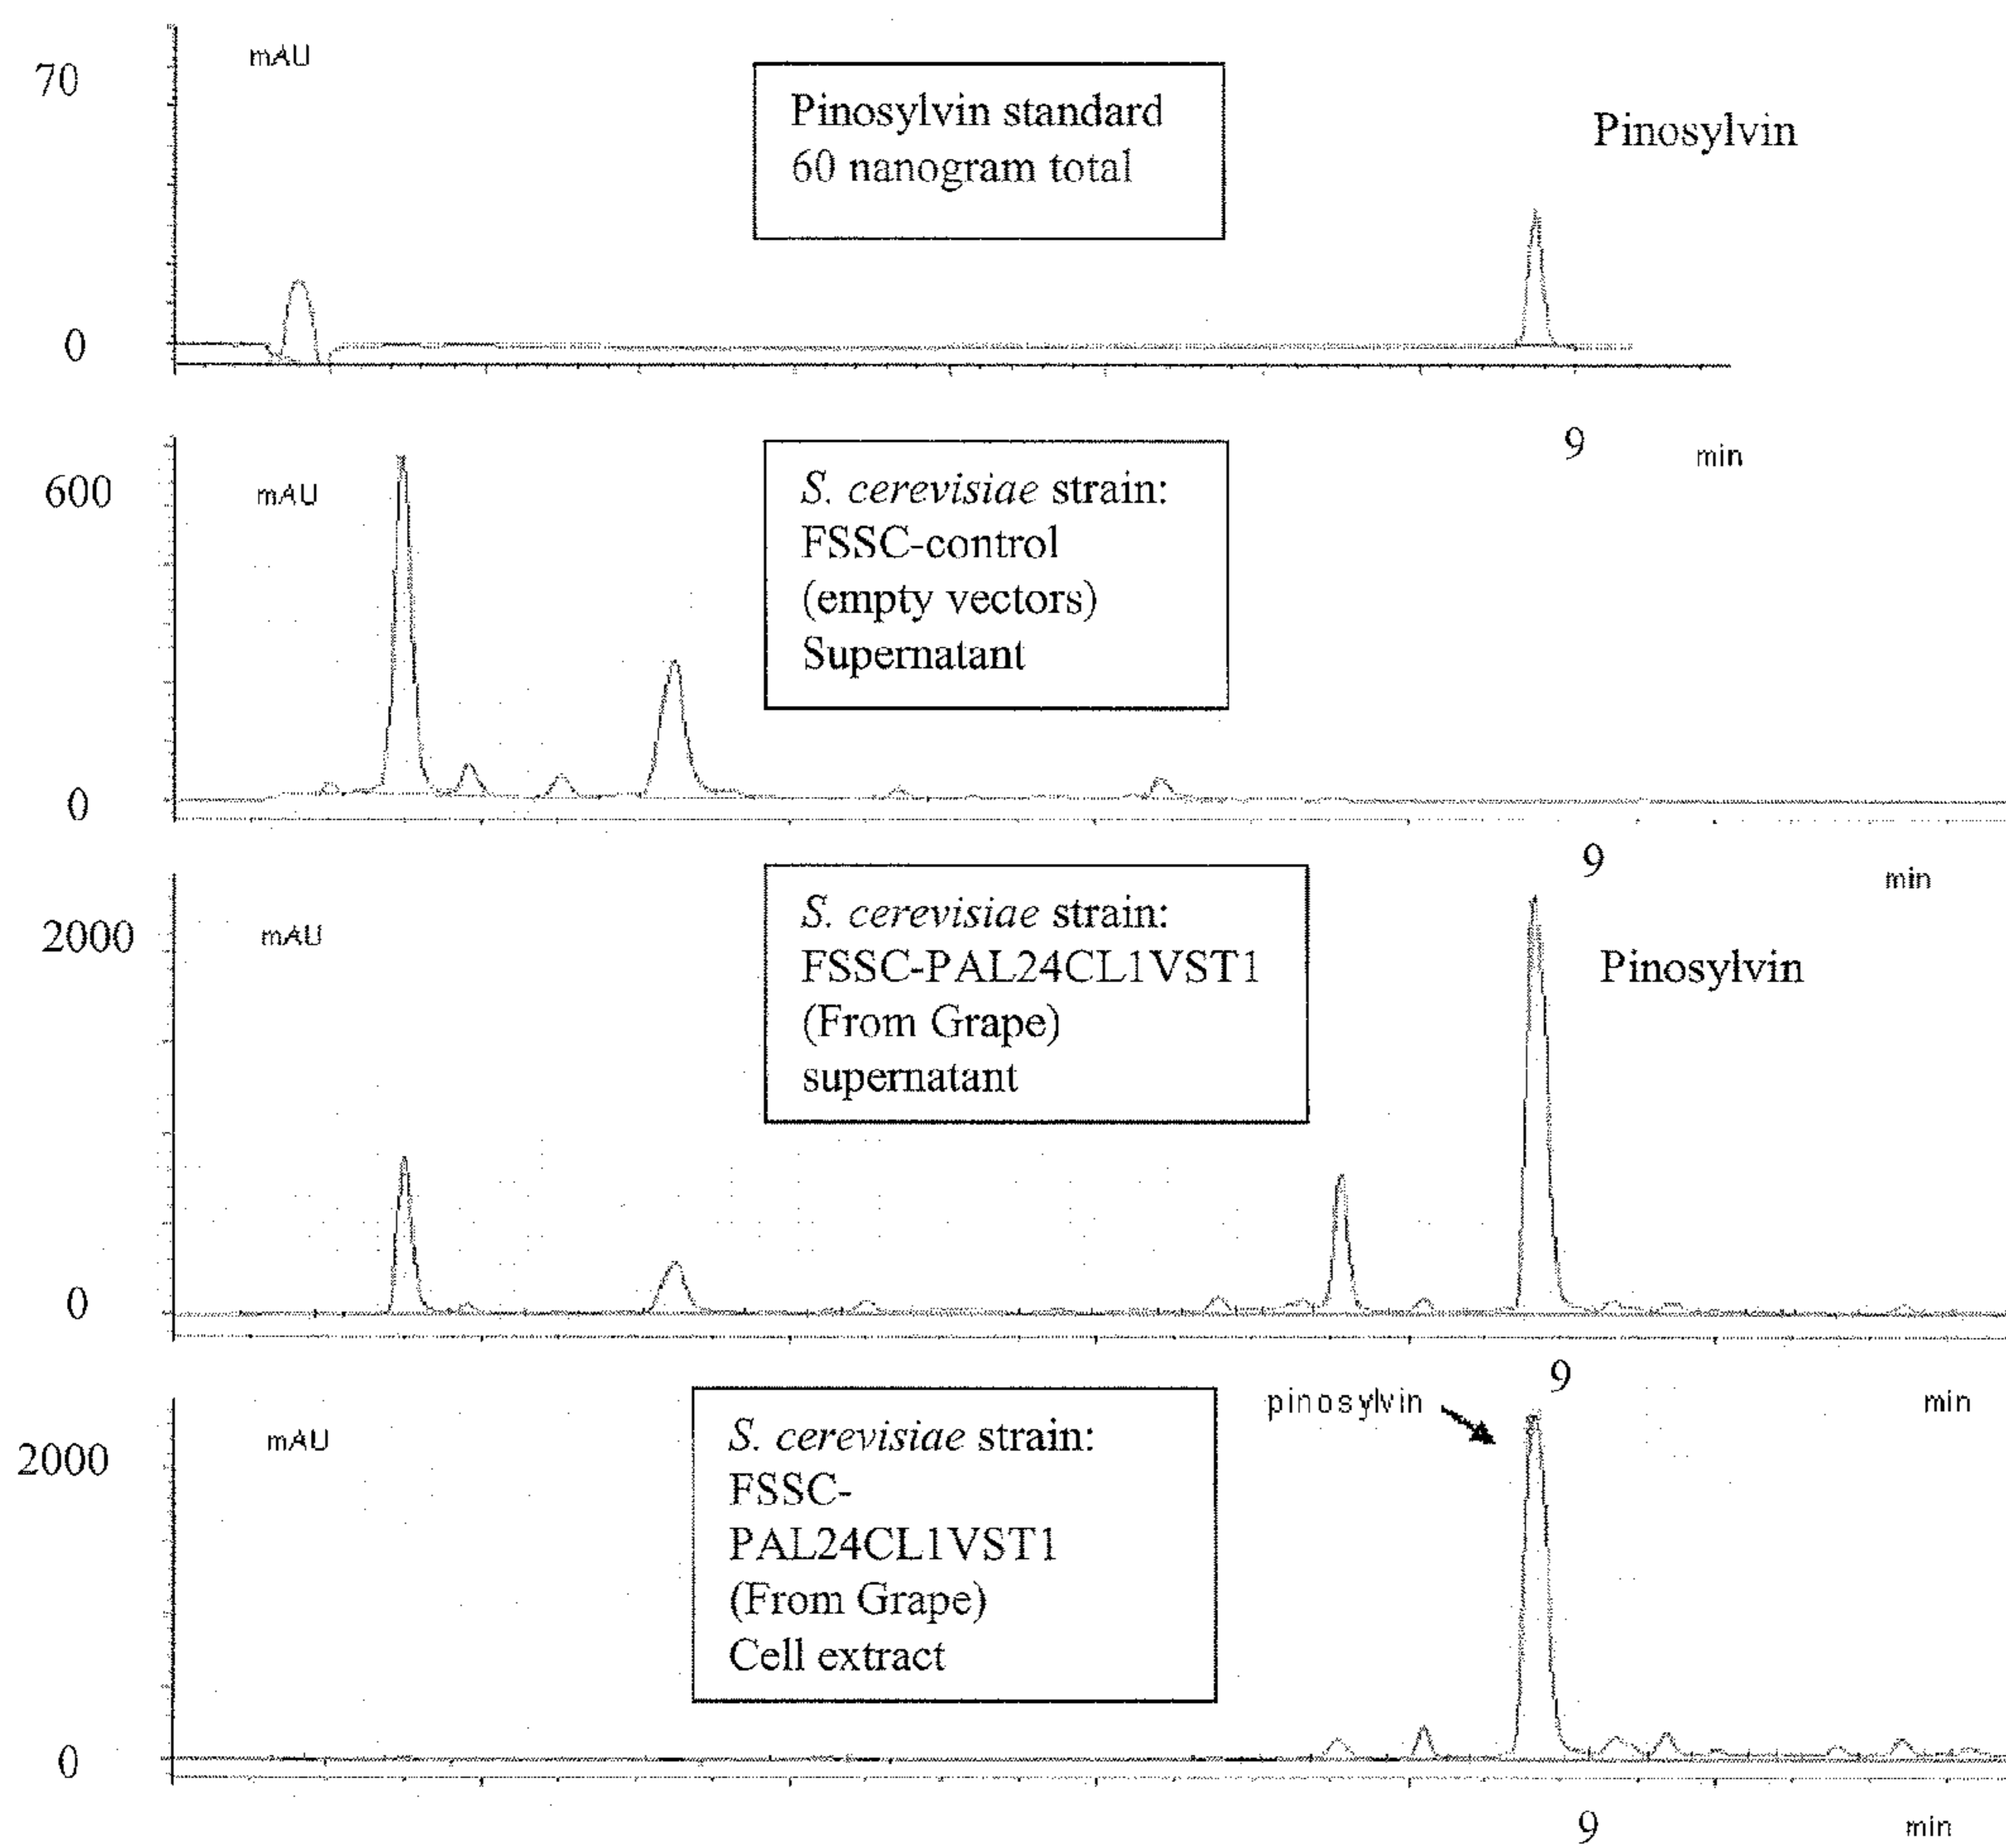 70
mAU
Pinosylvin standard
60 nanogram total
Pinosylvin
0
9
min
600
mAU
S. cerevisiae strain:
FSSC-control
(empty vectors)
Supernatant
0
9
min
2000
mAU
S. cerevisiae strain:
FSSC-PAL24CL1VST1
(From Grape)
supernatant
Pinosylvin
0
9
min
2000
mAU
S. cerevisiae strain:
FSSC-
PAL24CL1VST1
(From Grape)
Cell extract
pinosylvin
0
9
min